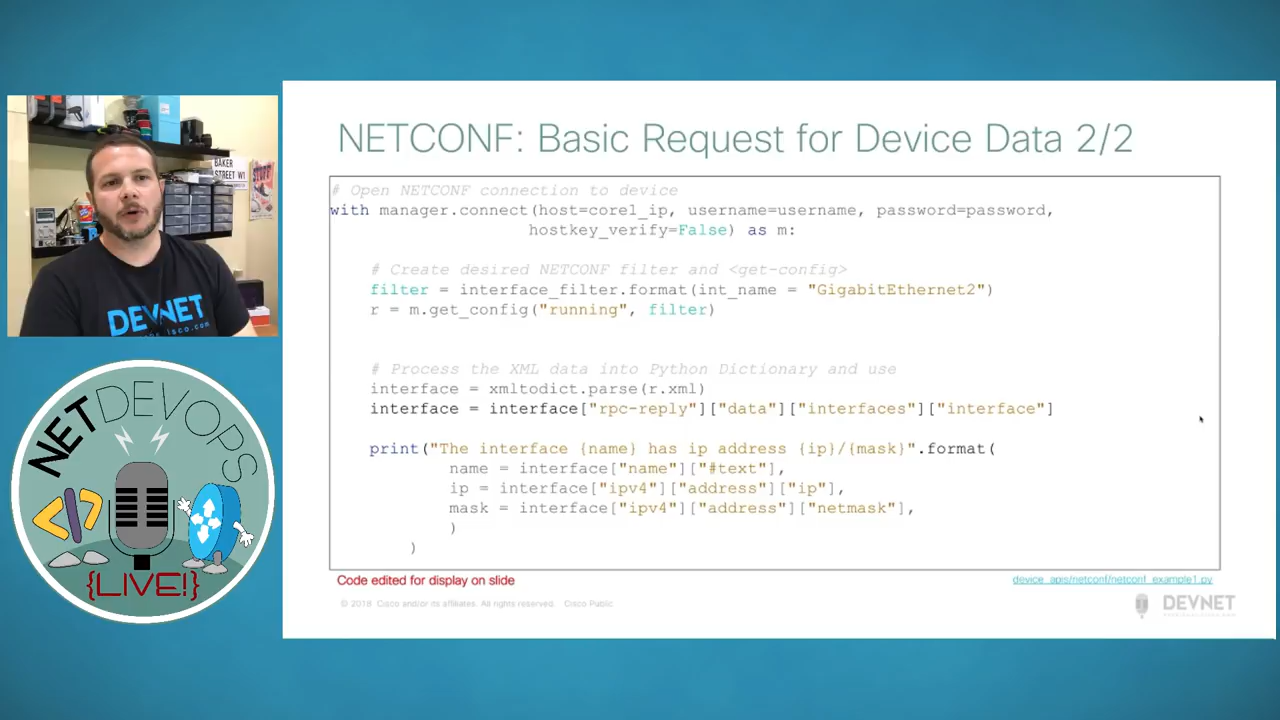 NETCONF: Basic Request for Device Data 2/2
# Open NETCONF connection to device
with manager.connect(host=core1_ip, username=username, password=password,
hostkey_verify=False) as m:
# Create desired NETCONF filter and <get-config>
filter = interface_filter.format(int_name = "GigabitEthernet2")
r = m.get_config("running", filter)
# Process the XML data into Python Dictionary and use
interface = xmltodict.parse(r.xml)
interface = interface["rpc-reply"]["data"]["interfaces"]["interface"]
print("The interface {name} has ip address {ip}/{mask}".format(
name = interface["name"]["#text"],
ip = interface["ipv4"]["address"]["ip"],
mask = interface["ipv4"]["address"]["netmask"],
)
)
Code edited for display on slide
device_apis/netconf/netconf_example1.py
© 2018 Cisco and/or its affiliates. All rights reserved. Cisco Public
DEVNET
BAKER
STREET W1
DEVNET
NETDEVOPS
</>
{LIVE!}